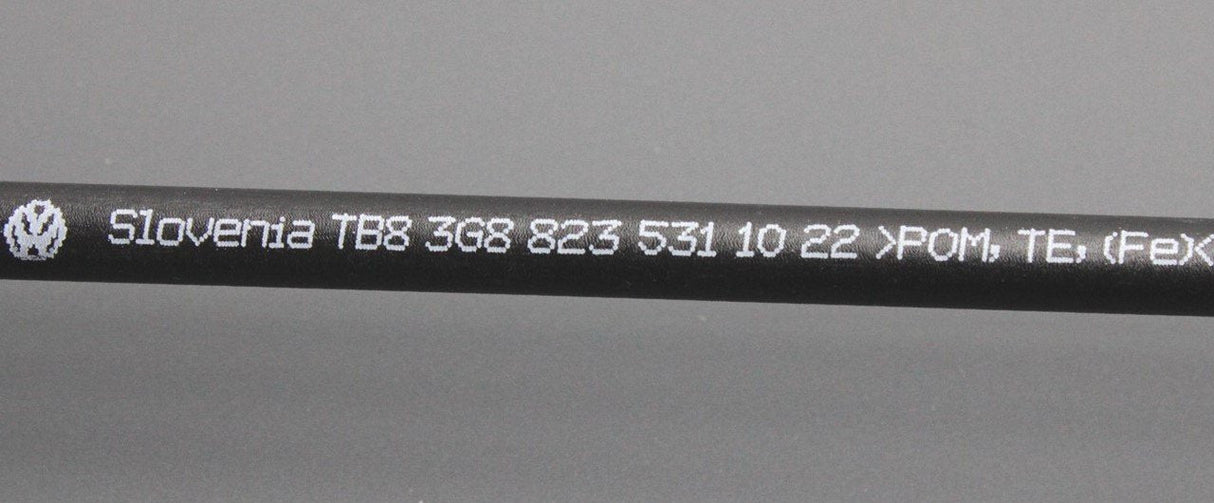 Slovenia TB8 3G8 823 531 10 22 >POM, TE, (Fe)<